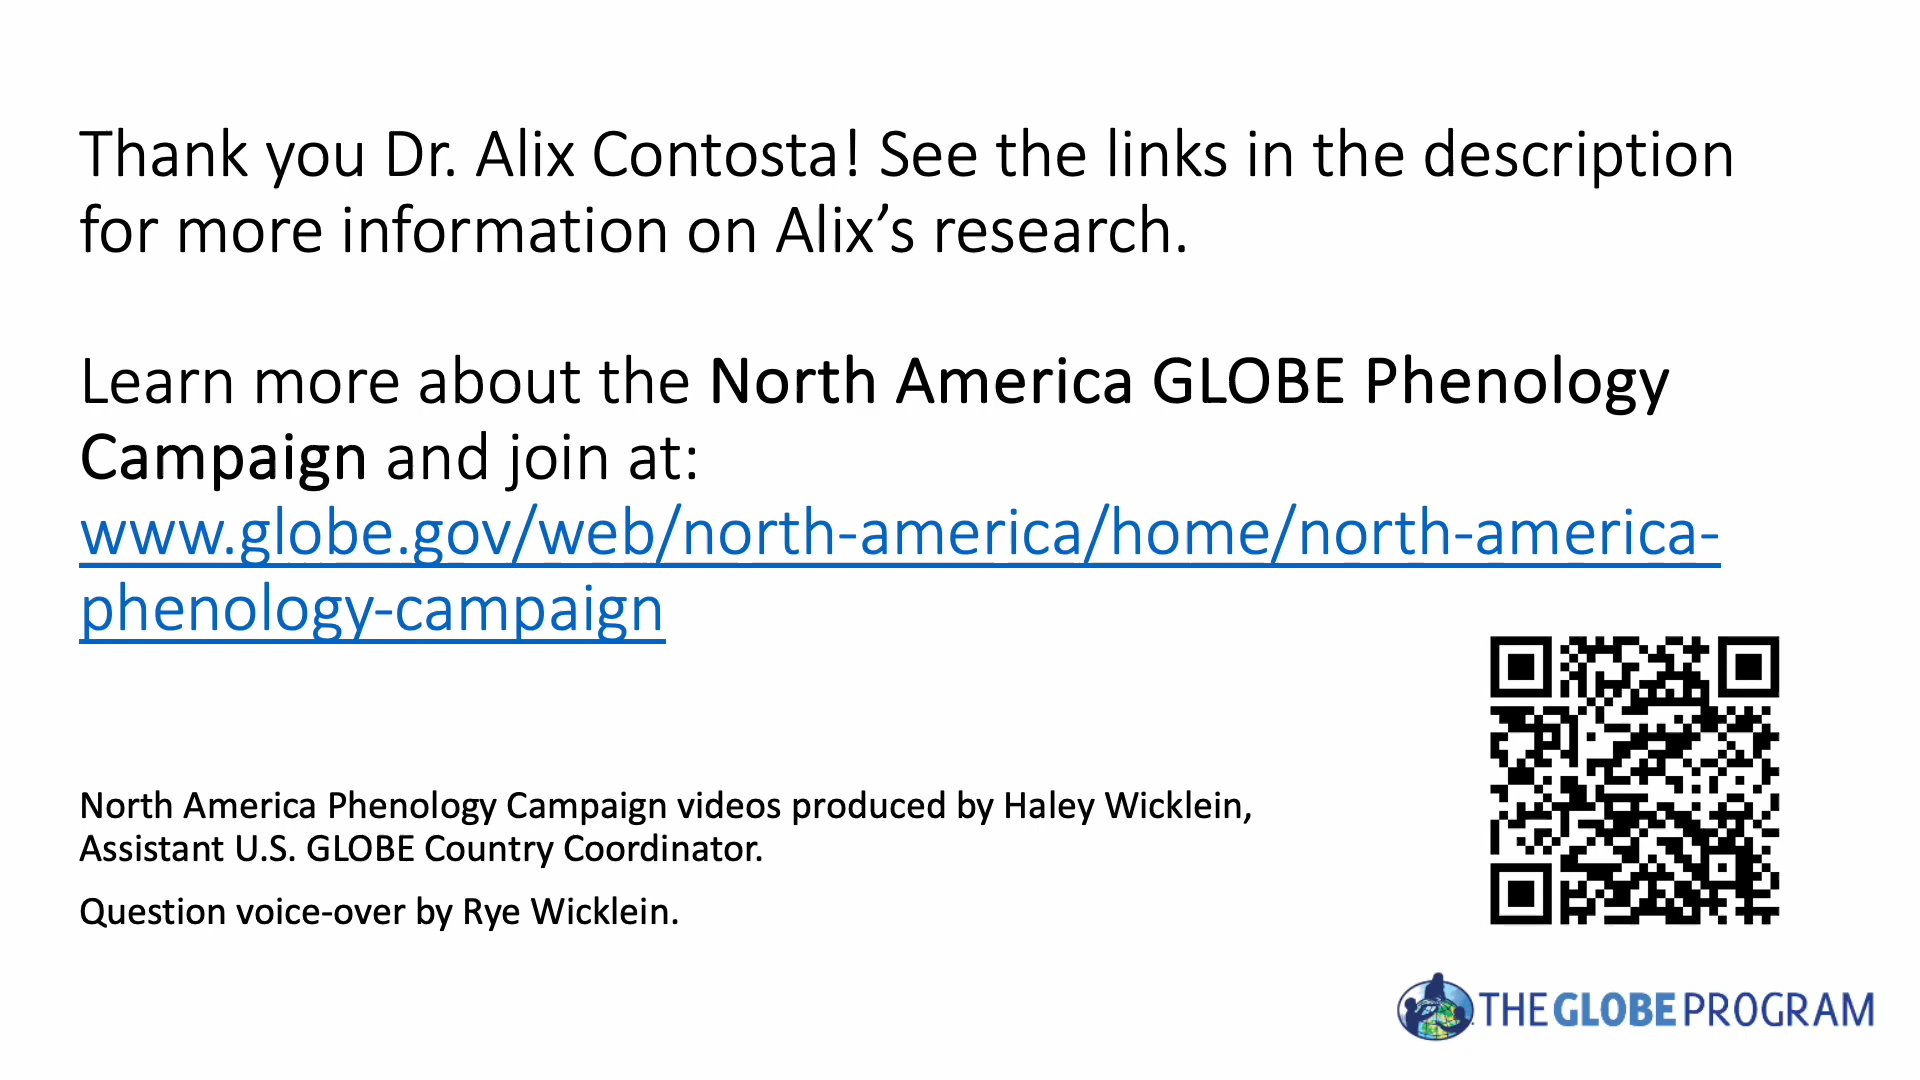 Thank you Dr. Alix Contosta! See the links in the description
for more information on Alix’s research.
Learn more about the North America GLOBE Phenology
Campaign and join at:
www.globe.gov/web/north-america/home/north-america-
phenology-campaign
North America Phenology Campaign videos produced by Haley Wicklein,
Assistant U.S. GLOBE Country Coordinator.
Question voice-over by Rye Wicklein.
THE GLOBE PROGRAM